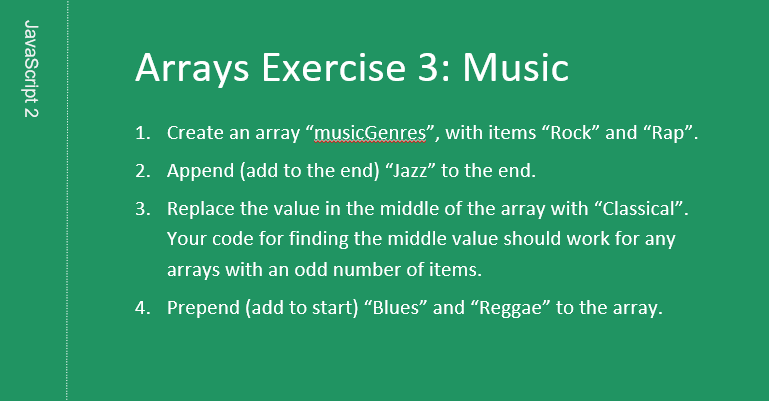 JavaScript 2
Arrays Exercise 3: Music
1. Create an array “musicGenres”, with items “Rock” and “Rap”.
2. Append (add to the end) “Jazz” to the end.
3. Replace the value in the middle of the array with “Classical”.
Your code for finding the middle value should work for any
arrays with an odd number of items.
4. Prepend (add to start) “Blues” and “Reggae” to the array.